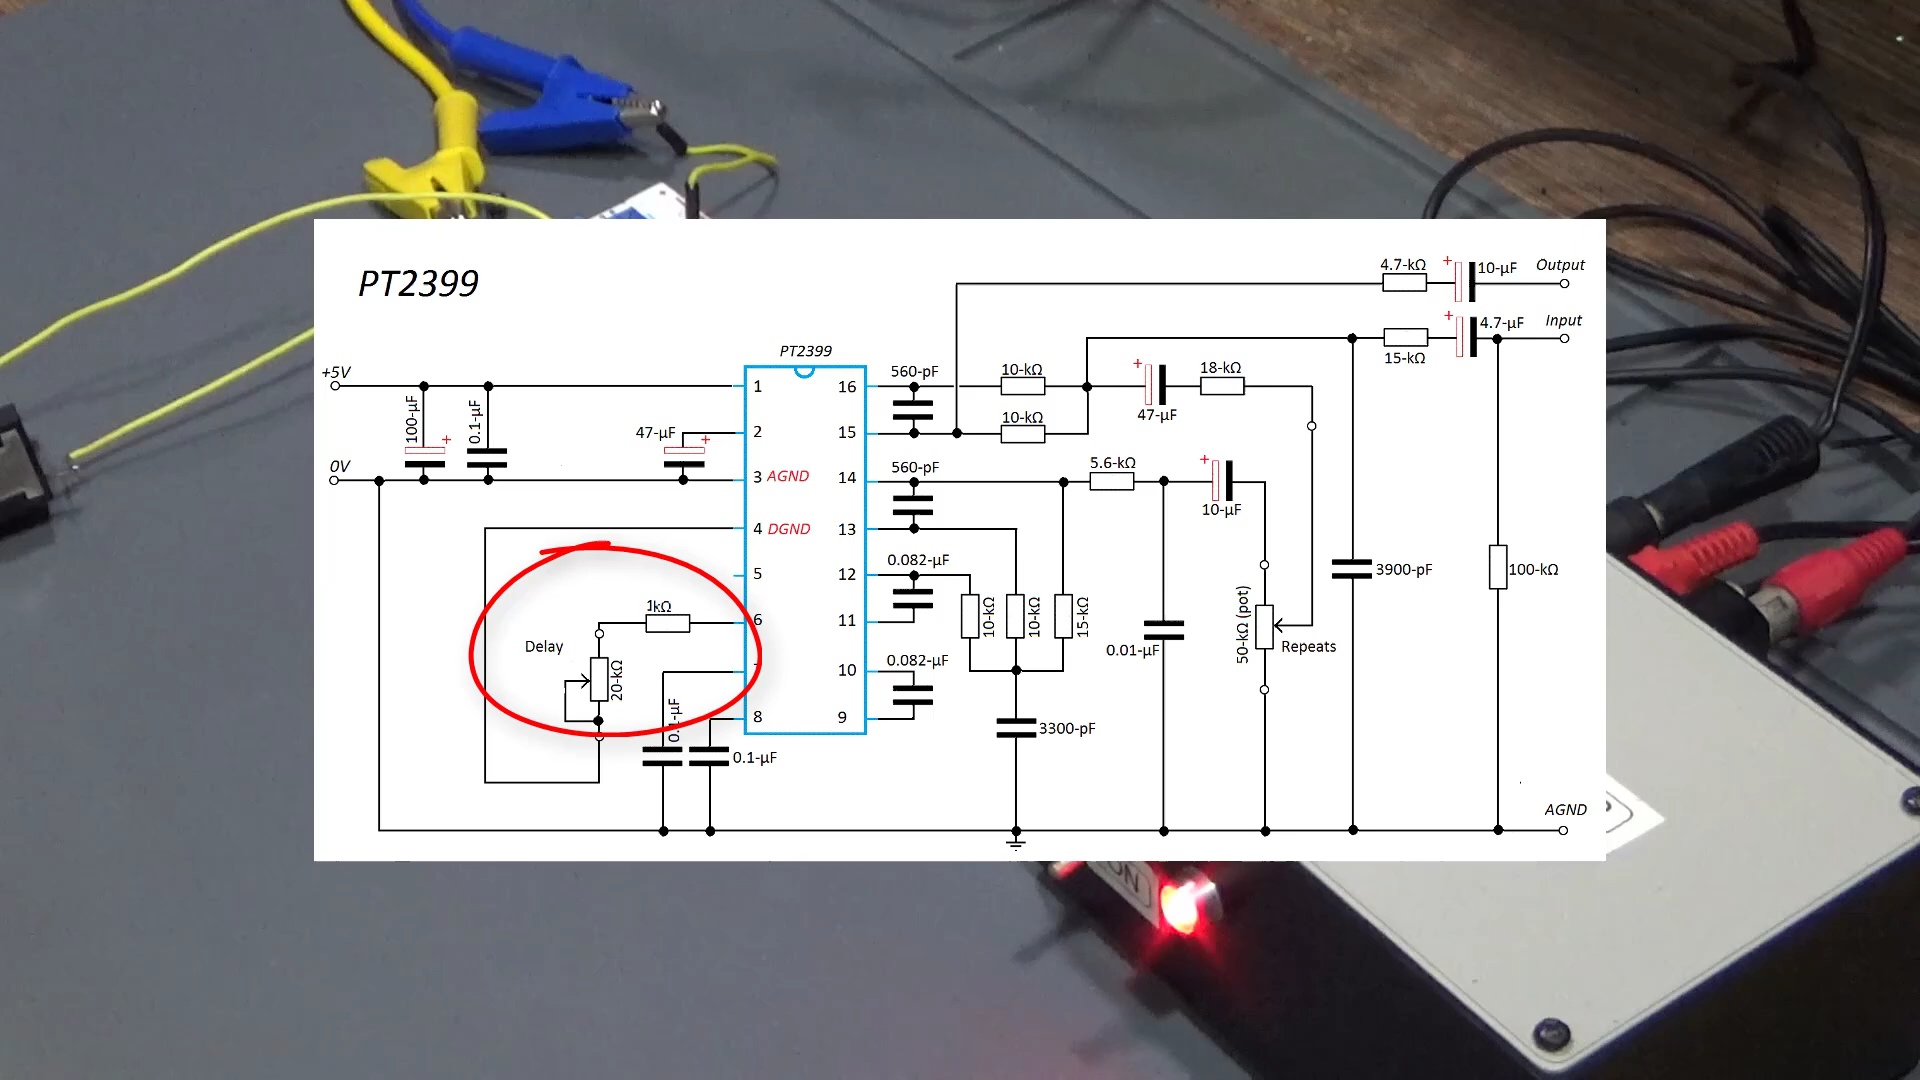 PT2399
4.7-kΩ
+
10-µF
Output
+
4.7-µF
Input
15-kΩ
PT2399
+5V
1
16
560-pF
10-kΩ
+
47-µF
18-kΩ
100-µF
+
0.1-µF
47-µF
+
2
15
10-kΩ
0V
3 AGND
14
560-pF
5.6-kΩ
+
10-µF
4 DGND
13
5
12
0.082-µF
3900-pF
100-kΩ
1kΩ
6
11
10-kΩ
10-kΩ
15-kΩ
Delay
20-kΩ
0.01-µF
50-kΩ (pot)
Repeats
10
0.082-µF
0.1-µF
8
9
0.1-µF
3300-pF
AGND
ON